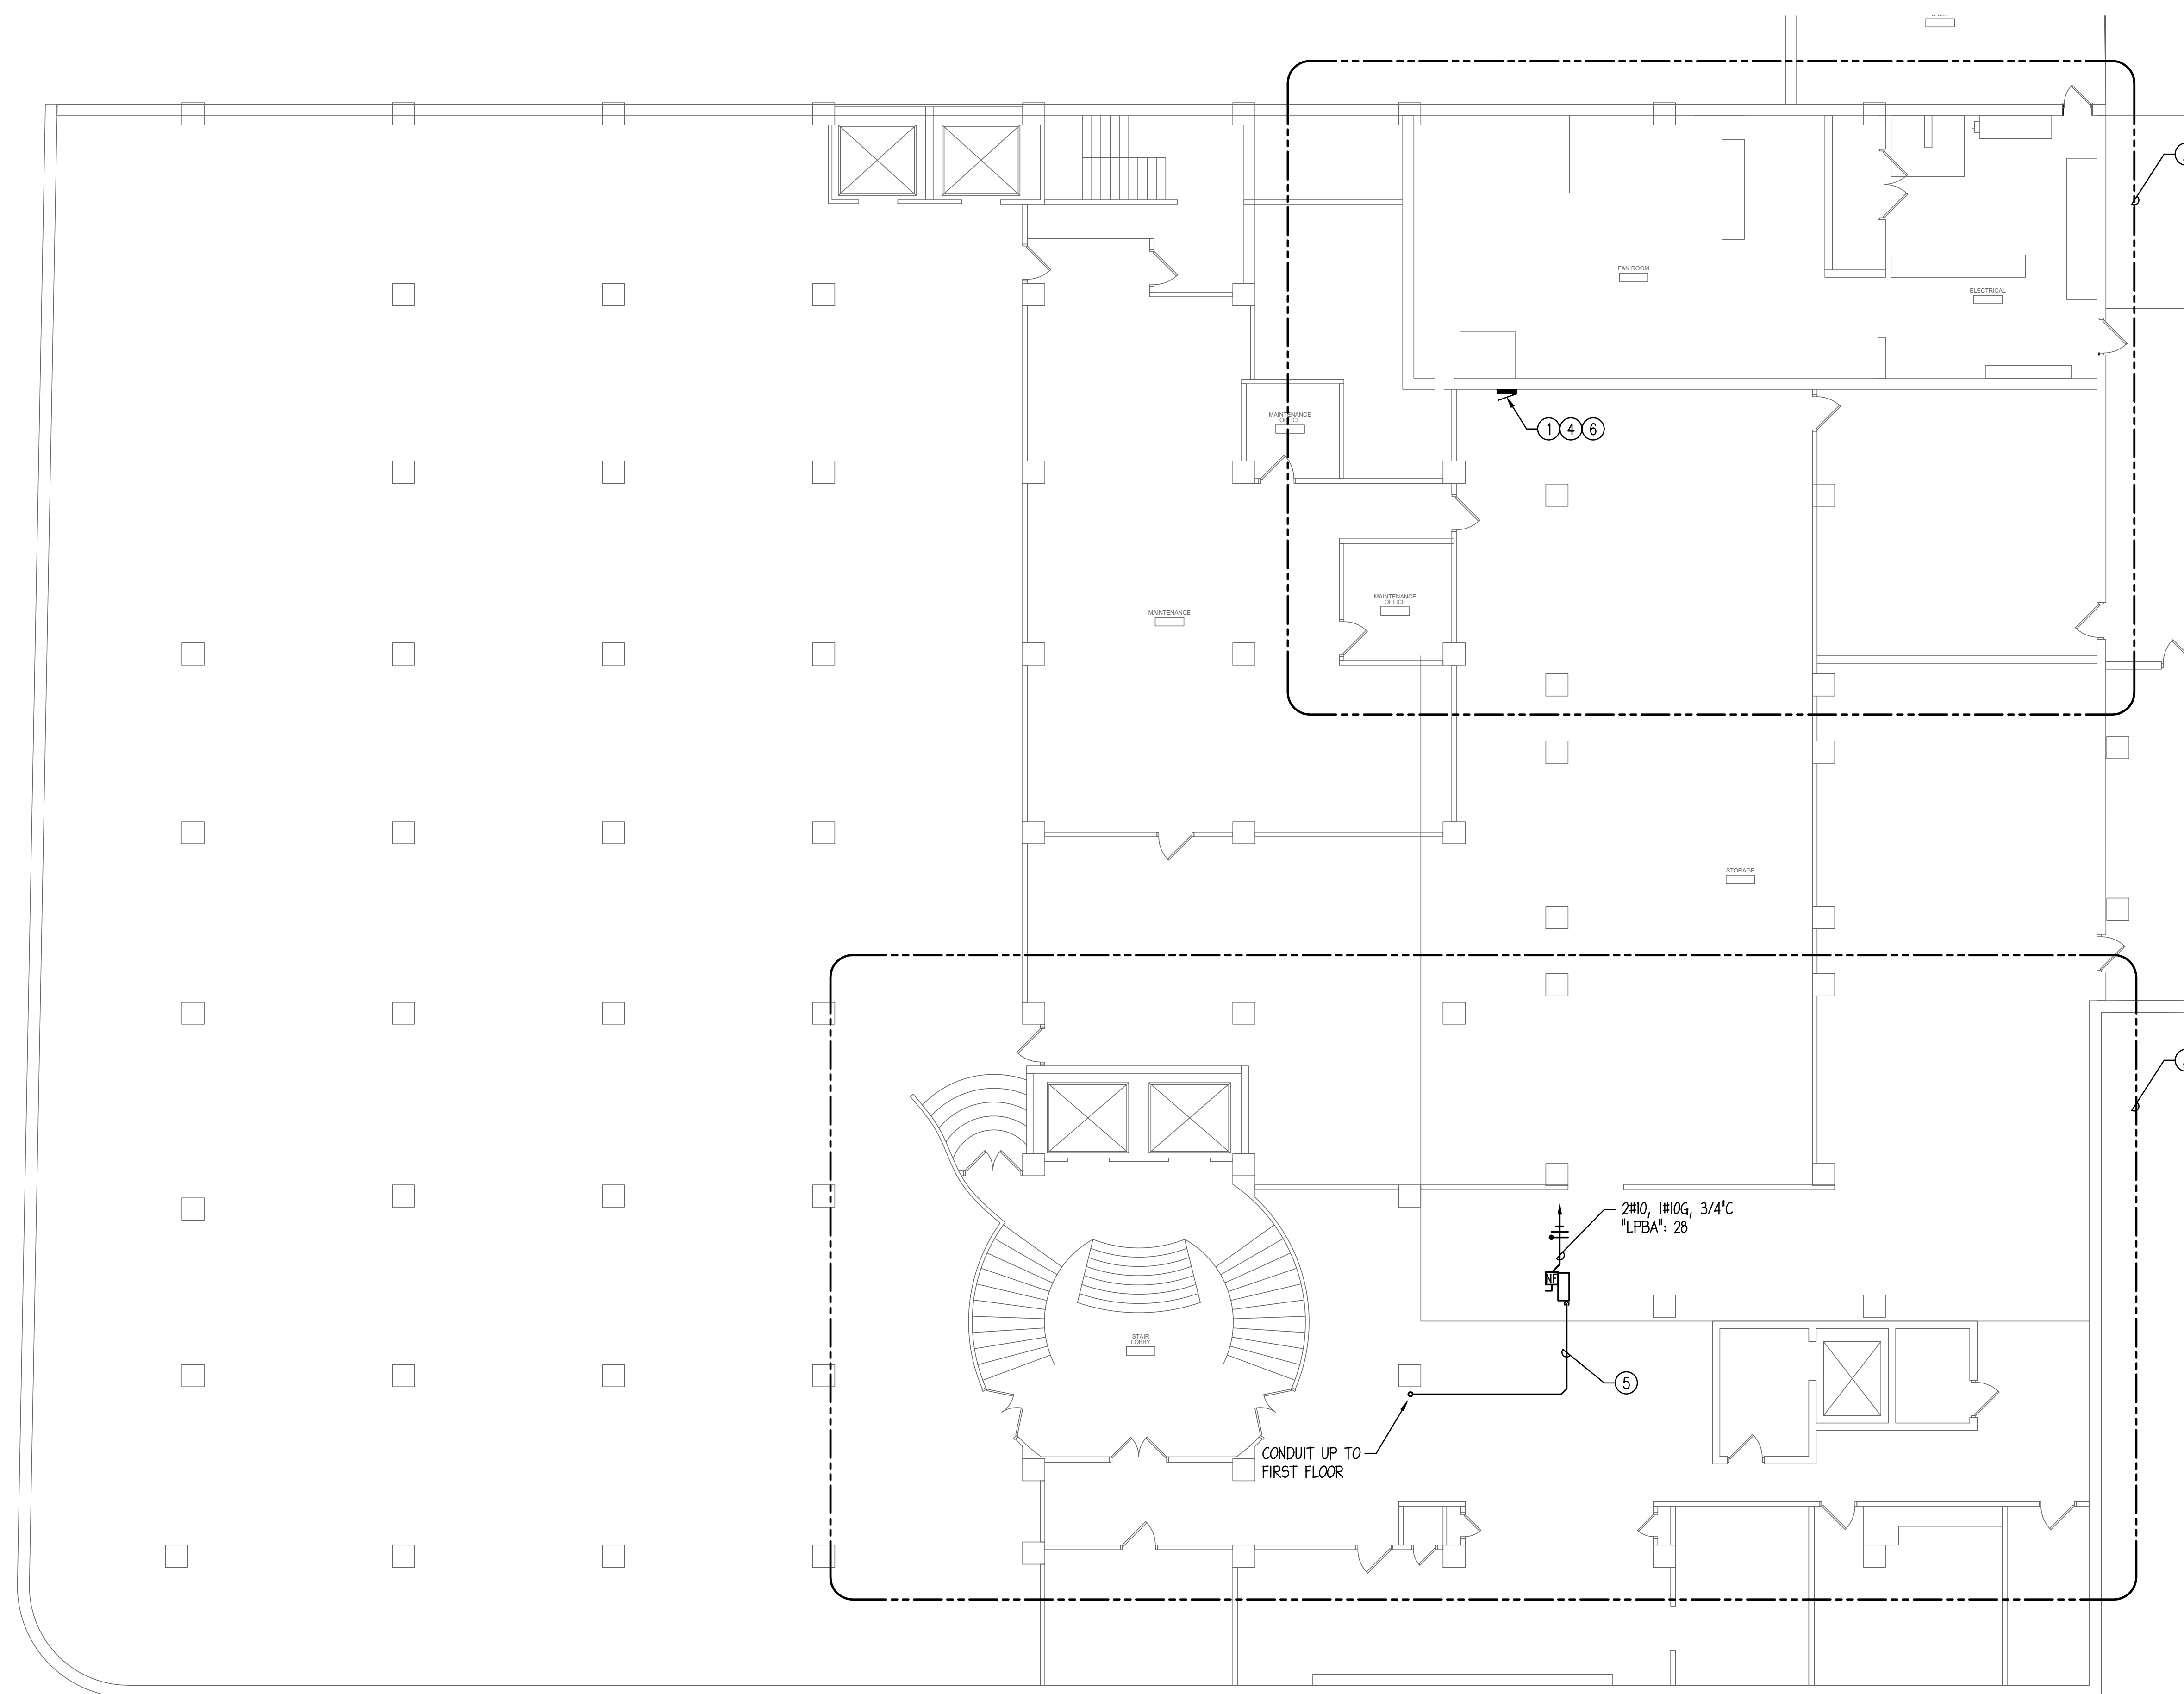 FAN ROOM
ELECTRICAL
MAINTENANCE
OFFICE
1 4 6
MAINTENANCE
OFFICE
MAINTENANCE
STORAGE
2#10, 1#10G, 3/4"C
"LPBA": 28
NF
STAIR
LOBBY
5
CONDUIT UP TO
FIRST FLOOR